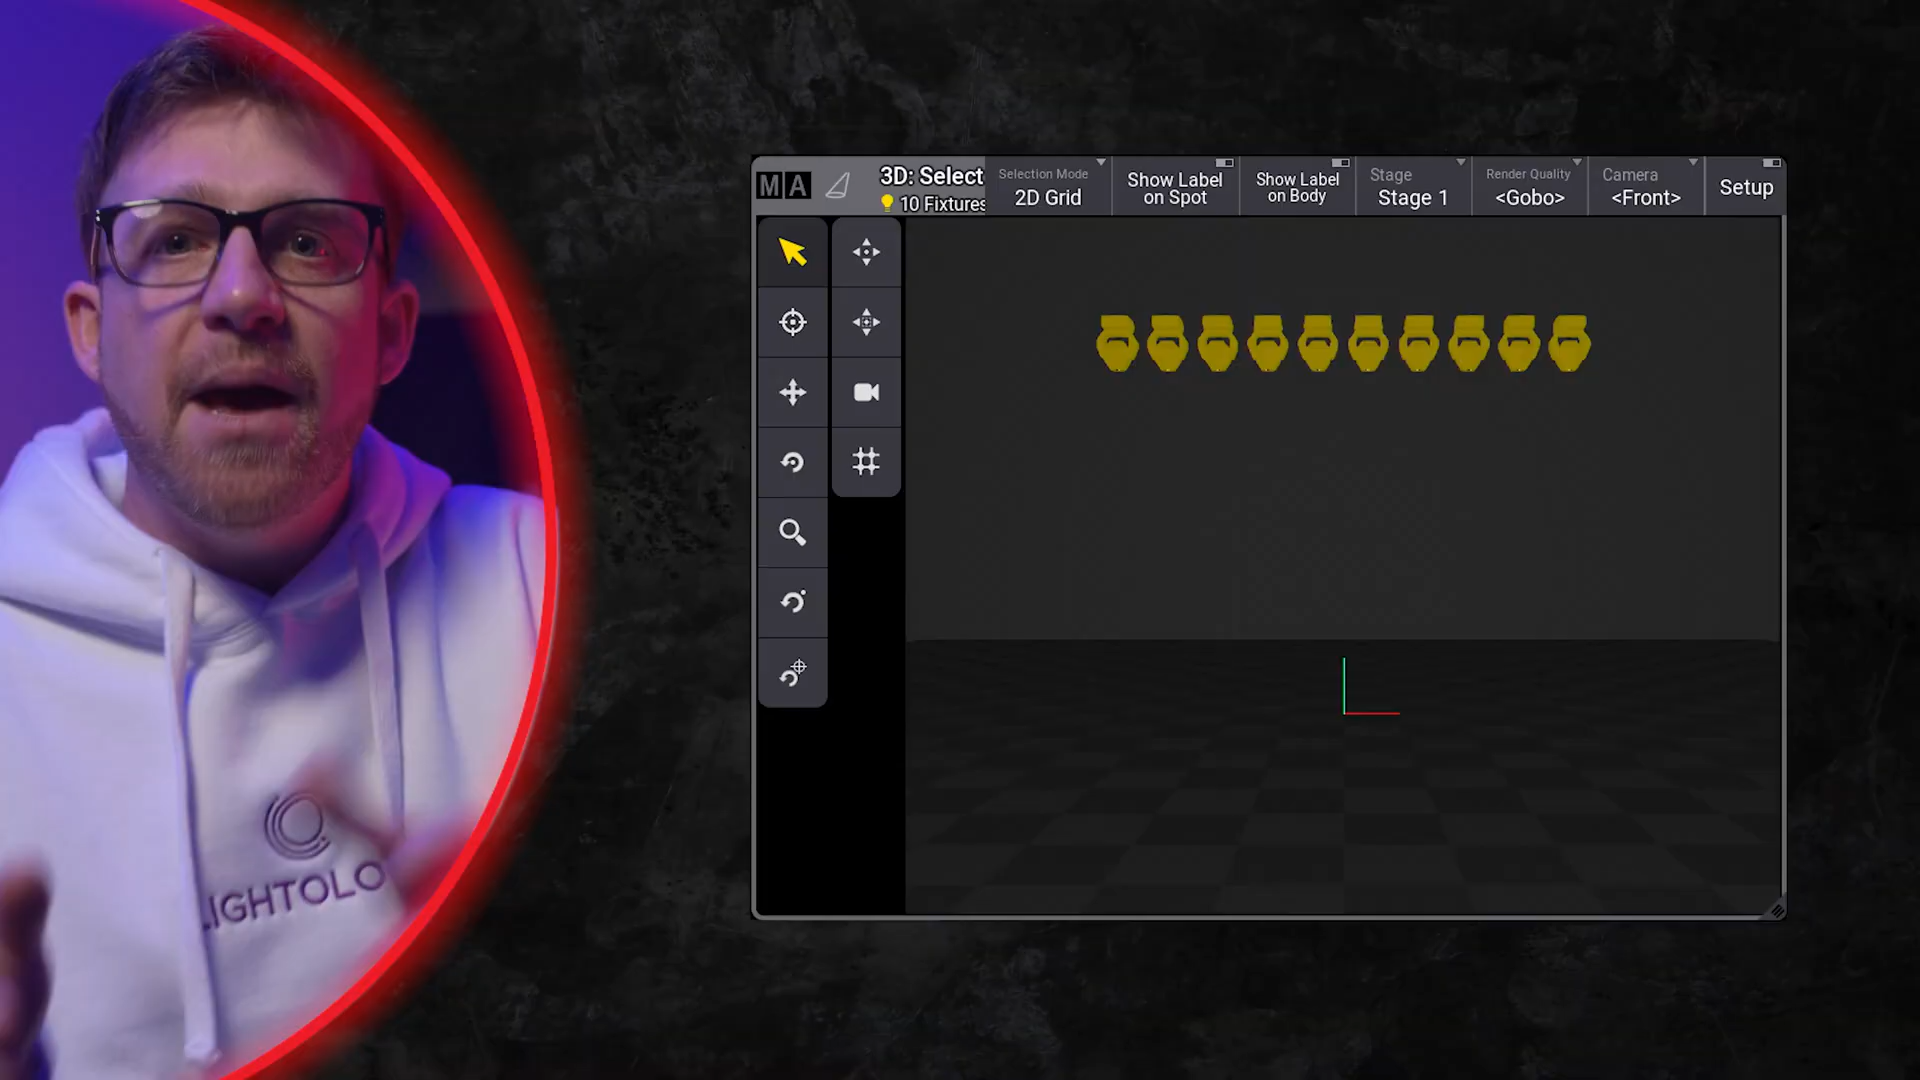 MA
3D: Select
10 Fixtures
Selection Mode
2D Grid
Show Label
on Spot
Show Label
on Body
Stage
Stage 1
Render Quality
<Gobo>
Camera
<Front>
Setup
LIGHTOLO